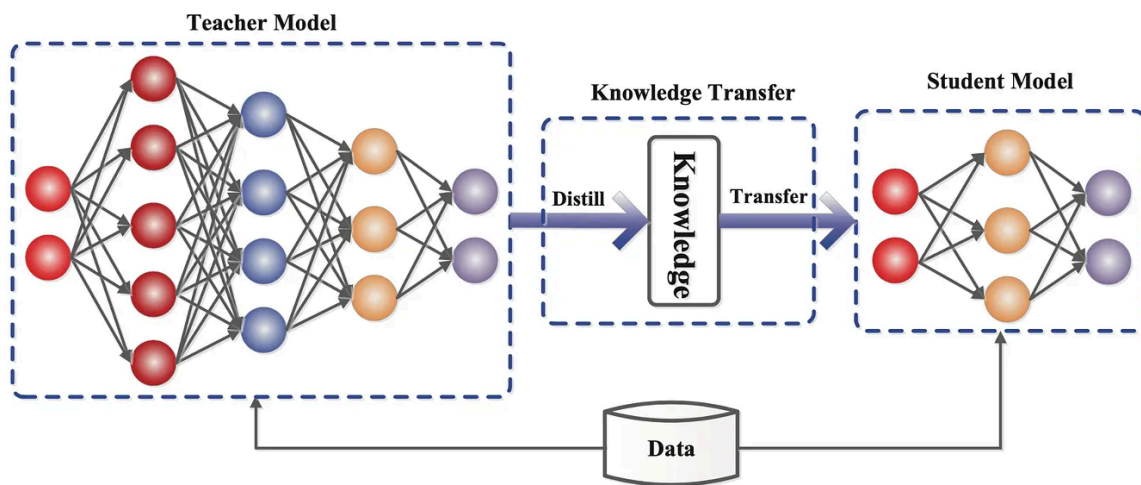 Teacher Model
Knowledge Transfer
Student Model
Distill
Knowledge
Transfer
Data